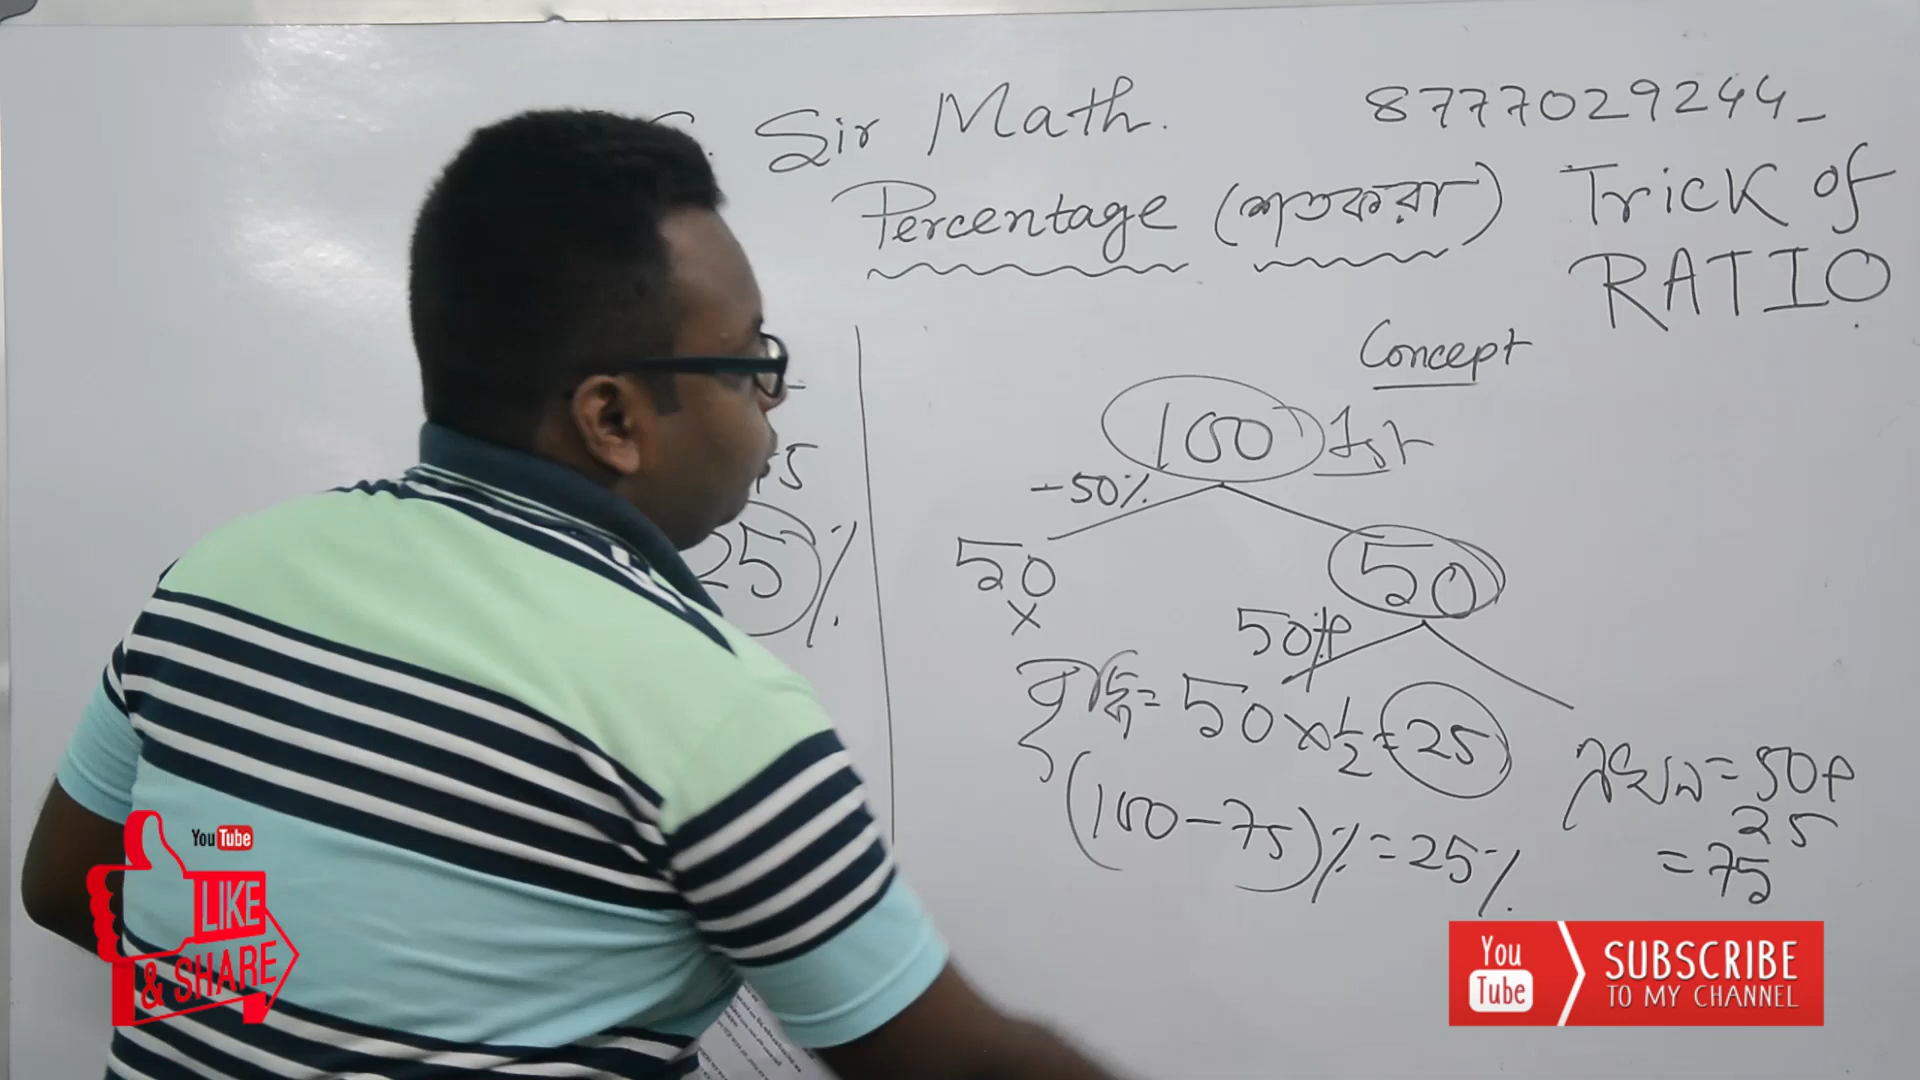 Sir Math. 8777029244
Percentage (শতকরা) Trick of
RATIO
Concept
100 1st
-50%
25%
50 50
x
50%↑
বৃদ্ধি = 50 x 1/2 = 25
= 50+
25
= 75
(100-75)% = 25%
YouTube
LIKE
& SHARE
You
Tube
SUBSCRIBE
TO MY CHANNEL